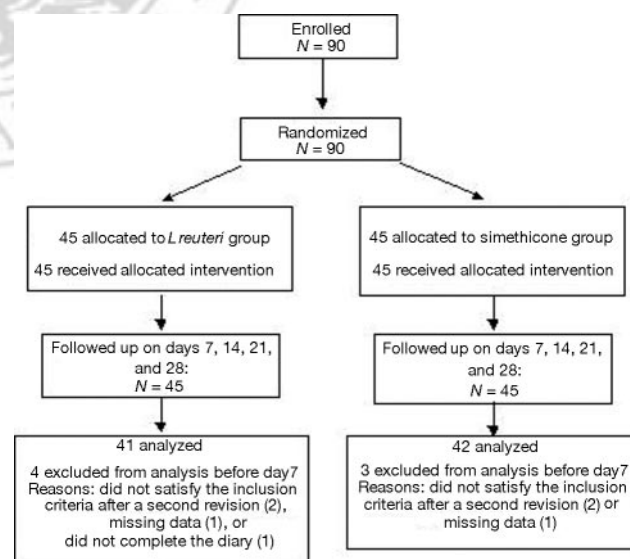 Enrolled
N = 90
Randomized
N = 90
45 allocated to L reuteri group
45 received allocated intervention
45 allocated to simethicone group
45 received allocated intervention
Followed up on days 7, 14, 21,
and 28:
N = 45
Followed up on days 7, 14, 21,
and 28:
N = 45
41 analyzed
4 excluded from analysis before day7
Reasons: did not satisfy the inclusion
criteria after a second revision (2),
missing data (1), or
did not complete the diary (1)
42 analyzed
3 excluded from analysis before day7
Reasons: did not satisfy the inclusion
criteria after a second revision (2) or
missing data (1)